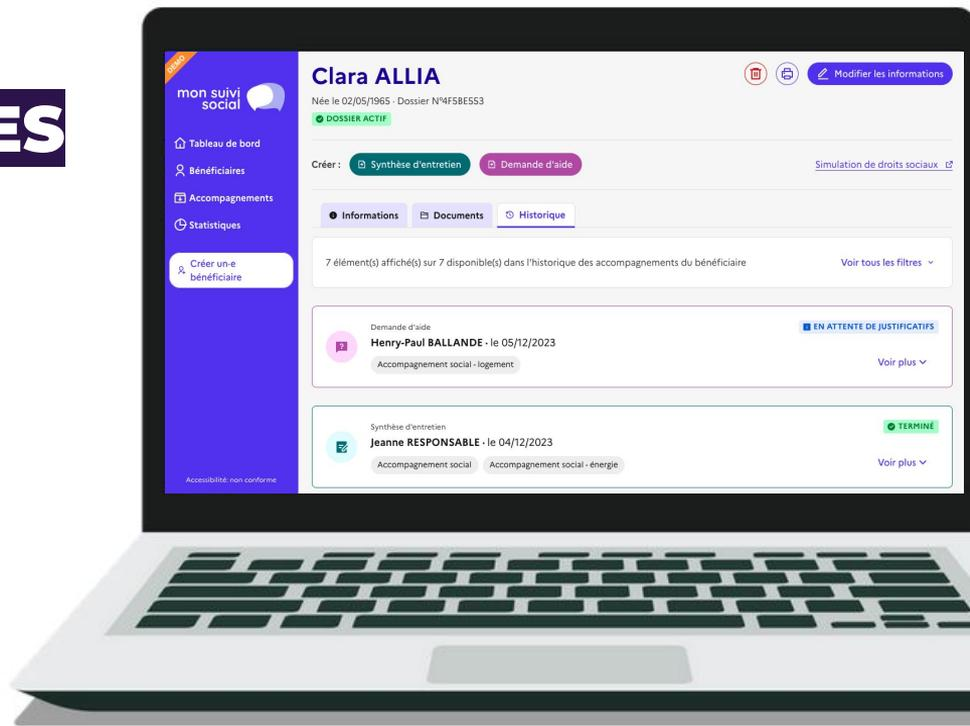 ES
DEMO
mon suivi
social
Tableau de bord
Bénéficiaires
Accompagnements
Statistiques
Créer un·e
bénéficiaire
Accessibilité: non conforme
Clara ALLIA
Modifier les informations
Née le 02/05/1965 · Dossier N°4F5BE553
DOSSIER ACTIF
Créer : Synthèse d'entretien Demande d'aide Simulation de droits sociaux
Informations Documents Historique
7 élément(s) affiché(s) sur 7 disponible(s) dans l'historique des accompagnements du bénéficiaire Voir tous les filtres
Demande d'aide EN ATTENTE DE JUSTIFICATIFS
Henry-Paul BALLANDE · le 05/12/2023
Accompagnement social - logement Voir plus
Synthèse d'entretien TERMINÉ
Jeanne RESPONSABLE · le 04/12/2023
Accompagnement social Accompagnement social - énergie Voir plus